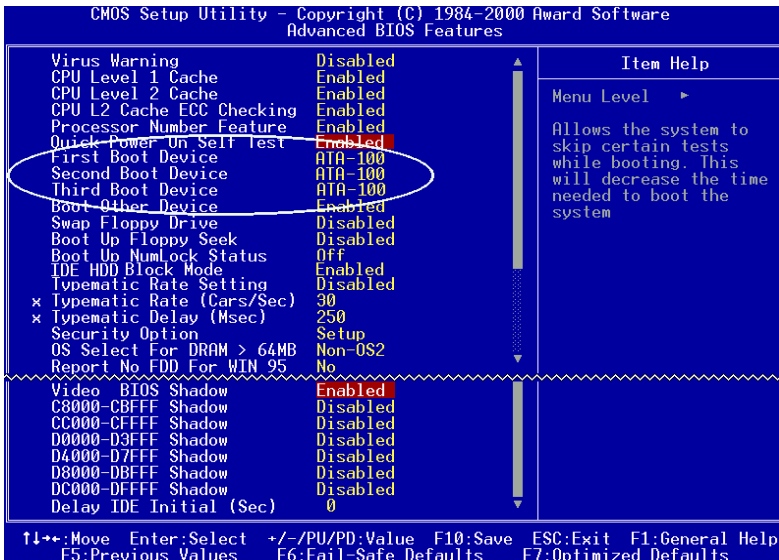 CMOS Setup Utility – Copyright (C) 1984-2000 Award Software
Advanced BIOS Features
Virus Warning Disabled
CPU Level 1 Cache Enabled
CPU Level 2 Cache Enabled
CPU L2 Cache ECC Checking Enabled
Processor Number Feature Enabled
Quick Power On Self Test Enabled
First Boot Device ATA-100
Second Boot Device ATA-100
Third Boot Device ATA-100
Boot Other Device Enabled
Swap Floppy Drive Disabled
Boot Up Floppy Seek Disabled
Boot Up NumLock Status Off
IDE HDD Block Mode Enabled
Typematic Rate Setting Disabled
x Typematic Rate (Cars/Sec) 30
x Typematic Delay (Msec) 250
Security Option Setup
OS Select For DRAM > 64MB Non-OS2
Report No FDD For WIN 95 No
Video BIOS Shadow Enabled
C8000-CBFFF Shadow Disabled
CC000-CFFFF Shadow Disabled
D0000-D3FFF Shadow Disabled
D4000-D7FFF Shadow Disabled
D8000-DBFFF Shadow Disabled
DC000-DFFFF Shadow Disabled
Delay IDE Initial (Sec) 0
Item Help
Menu Level ►
Allows the system to
skip certain tests
while booting. This
will decrease the time
needed to boot the
system
↑↓→←:Move Enter:Select +/-/PU/PD:Value F10:Save ESC:Exit F1:General Help
F5:Previous Values F6:Fail-Safe Defaults F7:Optimized Defaults